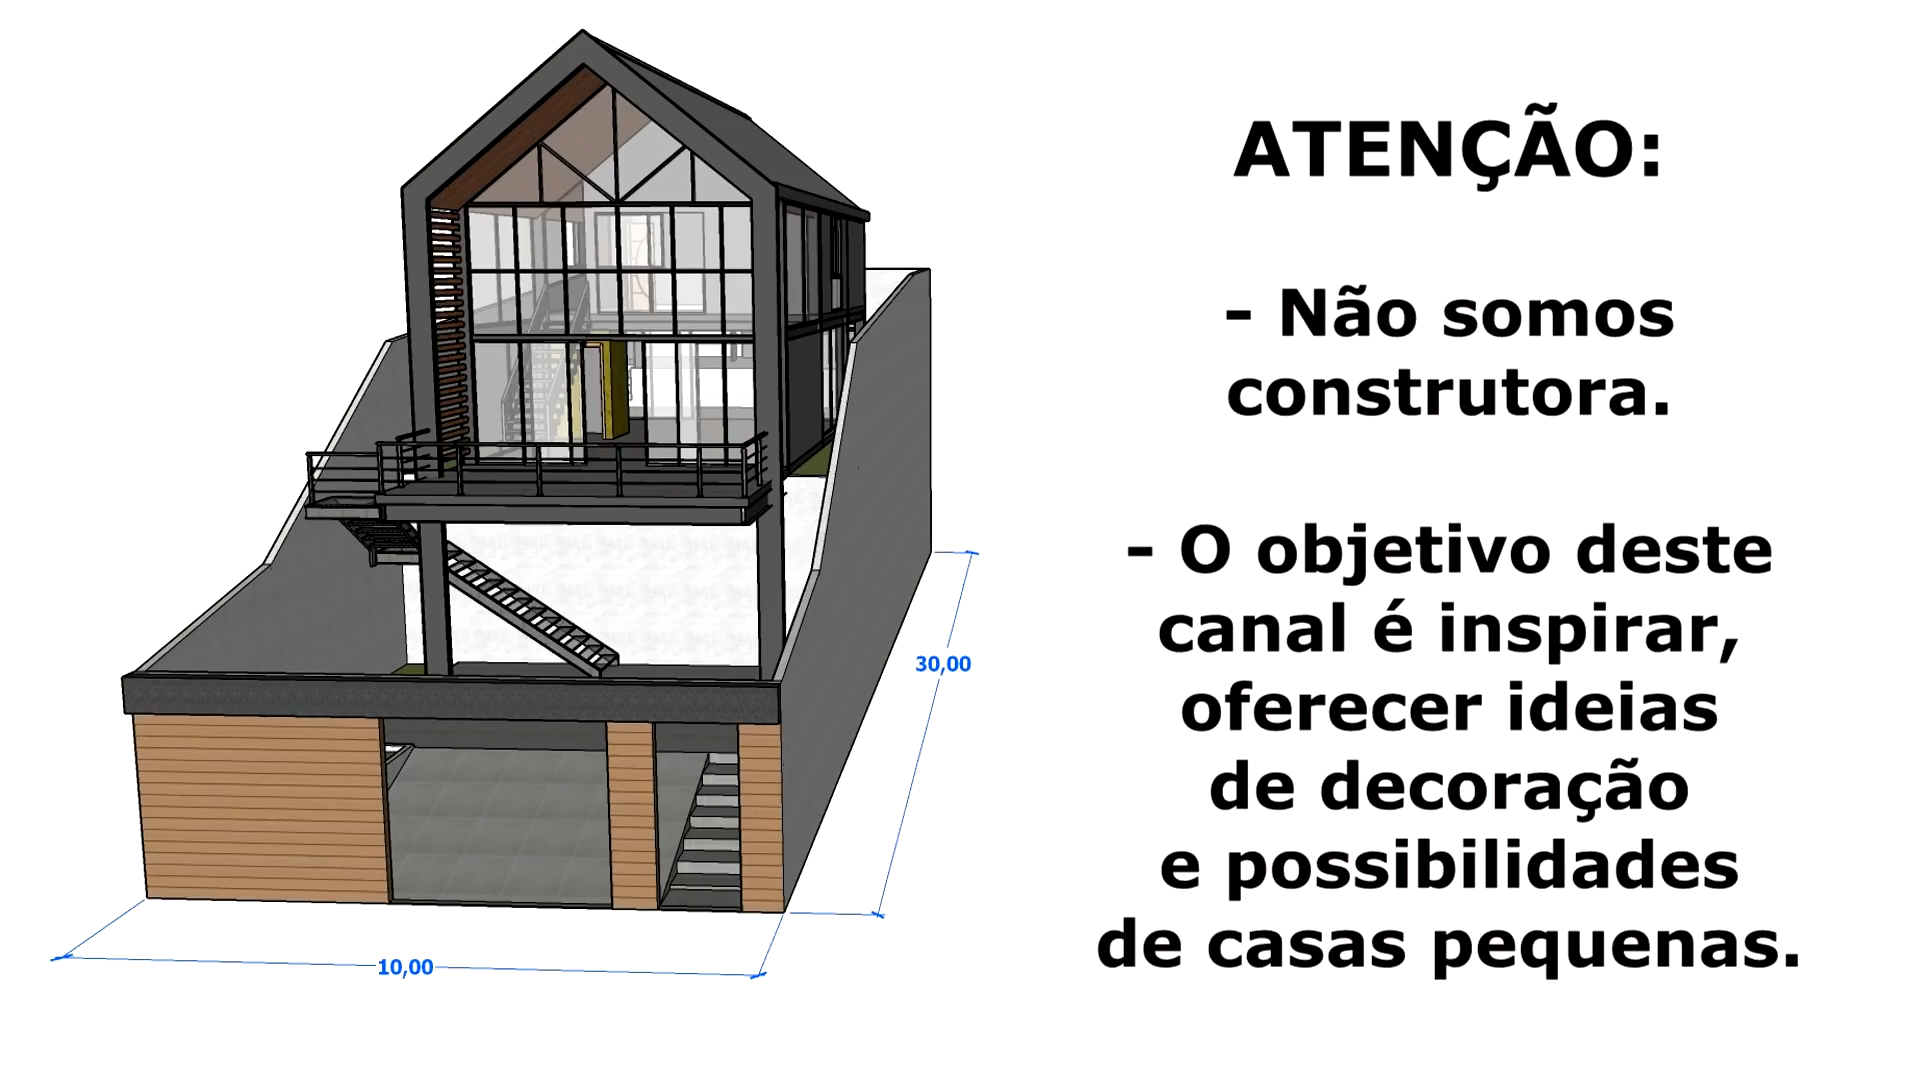 ATENÇÃO:
- Não somos
construtora.
- O objetivo deste
canal é inspirar,
oferecer ideias
de decoração
e possibilidades
de casas pequenas.
30,00
10,00